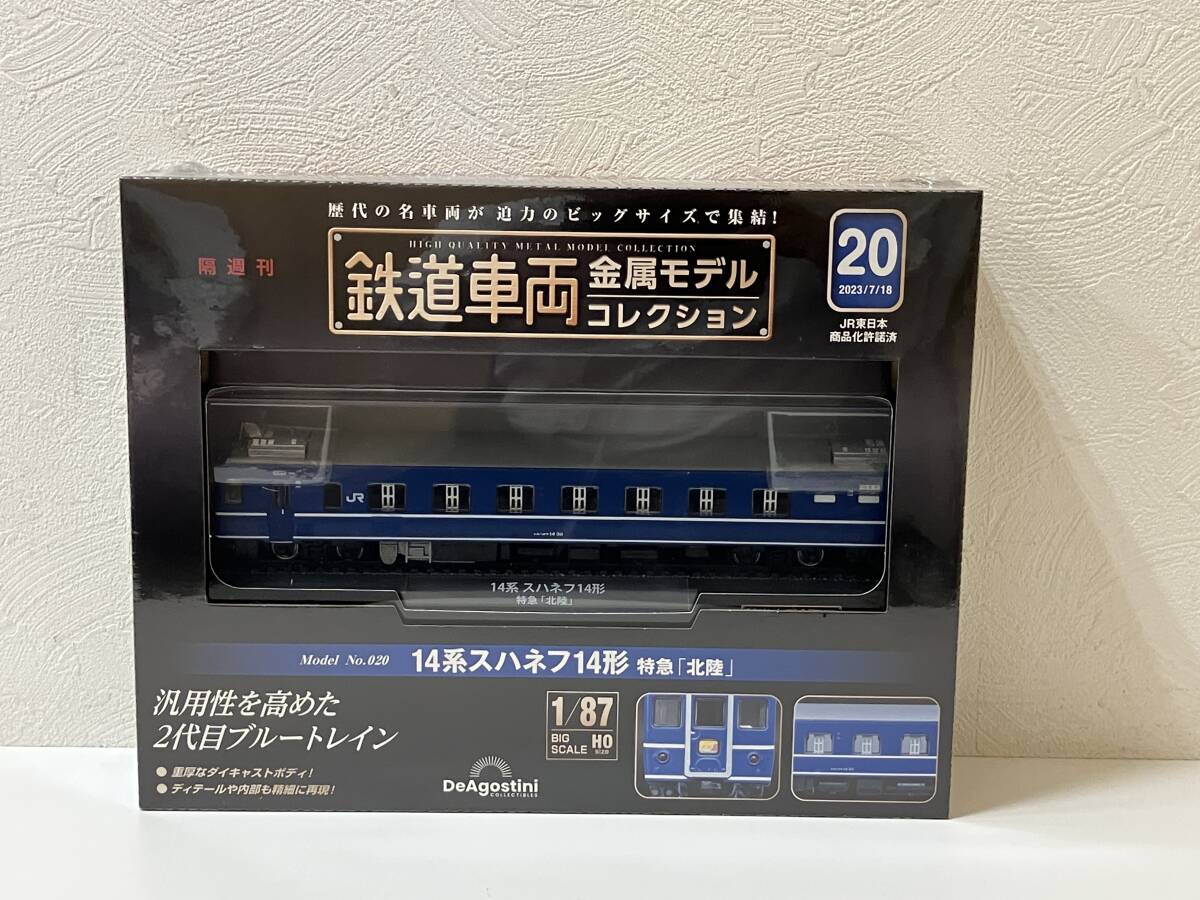 歴代の名車両が 迫力のビッグサイズで集結!
HIGH QUALITY METAL MODEL COLLECTION
隔週刊
鉄道車両
金属モデル
コレクション
20
2023/7/18
JR東日本
商品化許諾済
JR
14系 スハネフ14形
特急「北陸」
Model No.020 14系スハネフ14形 特急「北陸」
汎用性を高めた
2代目ブルートレイン
● 重厚なダイキャストボディ!
● ディテールや内部も精細に再現!
DeAgostini
COLLECTIBLES
1/87
BIG SCALE
HO size